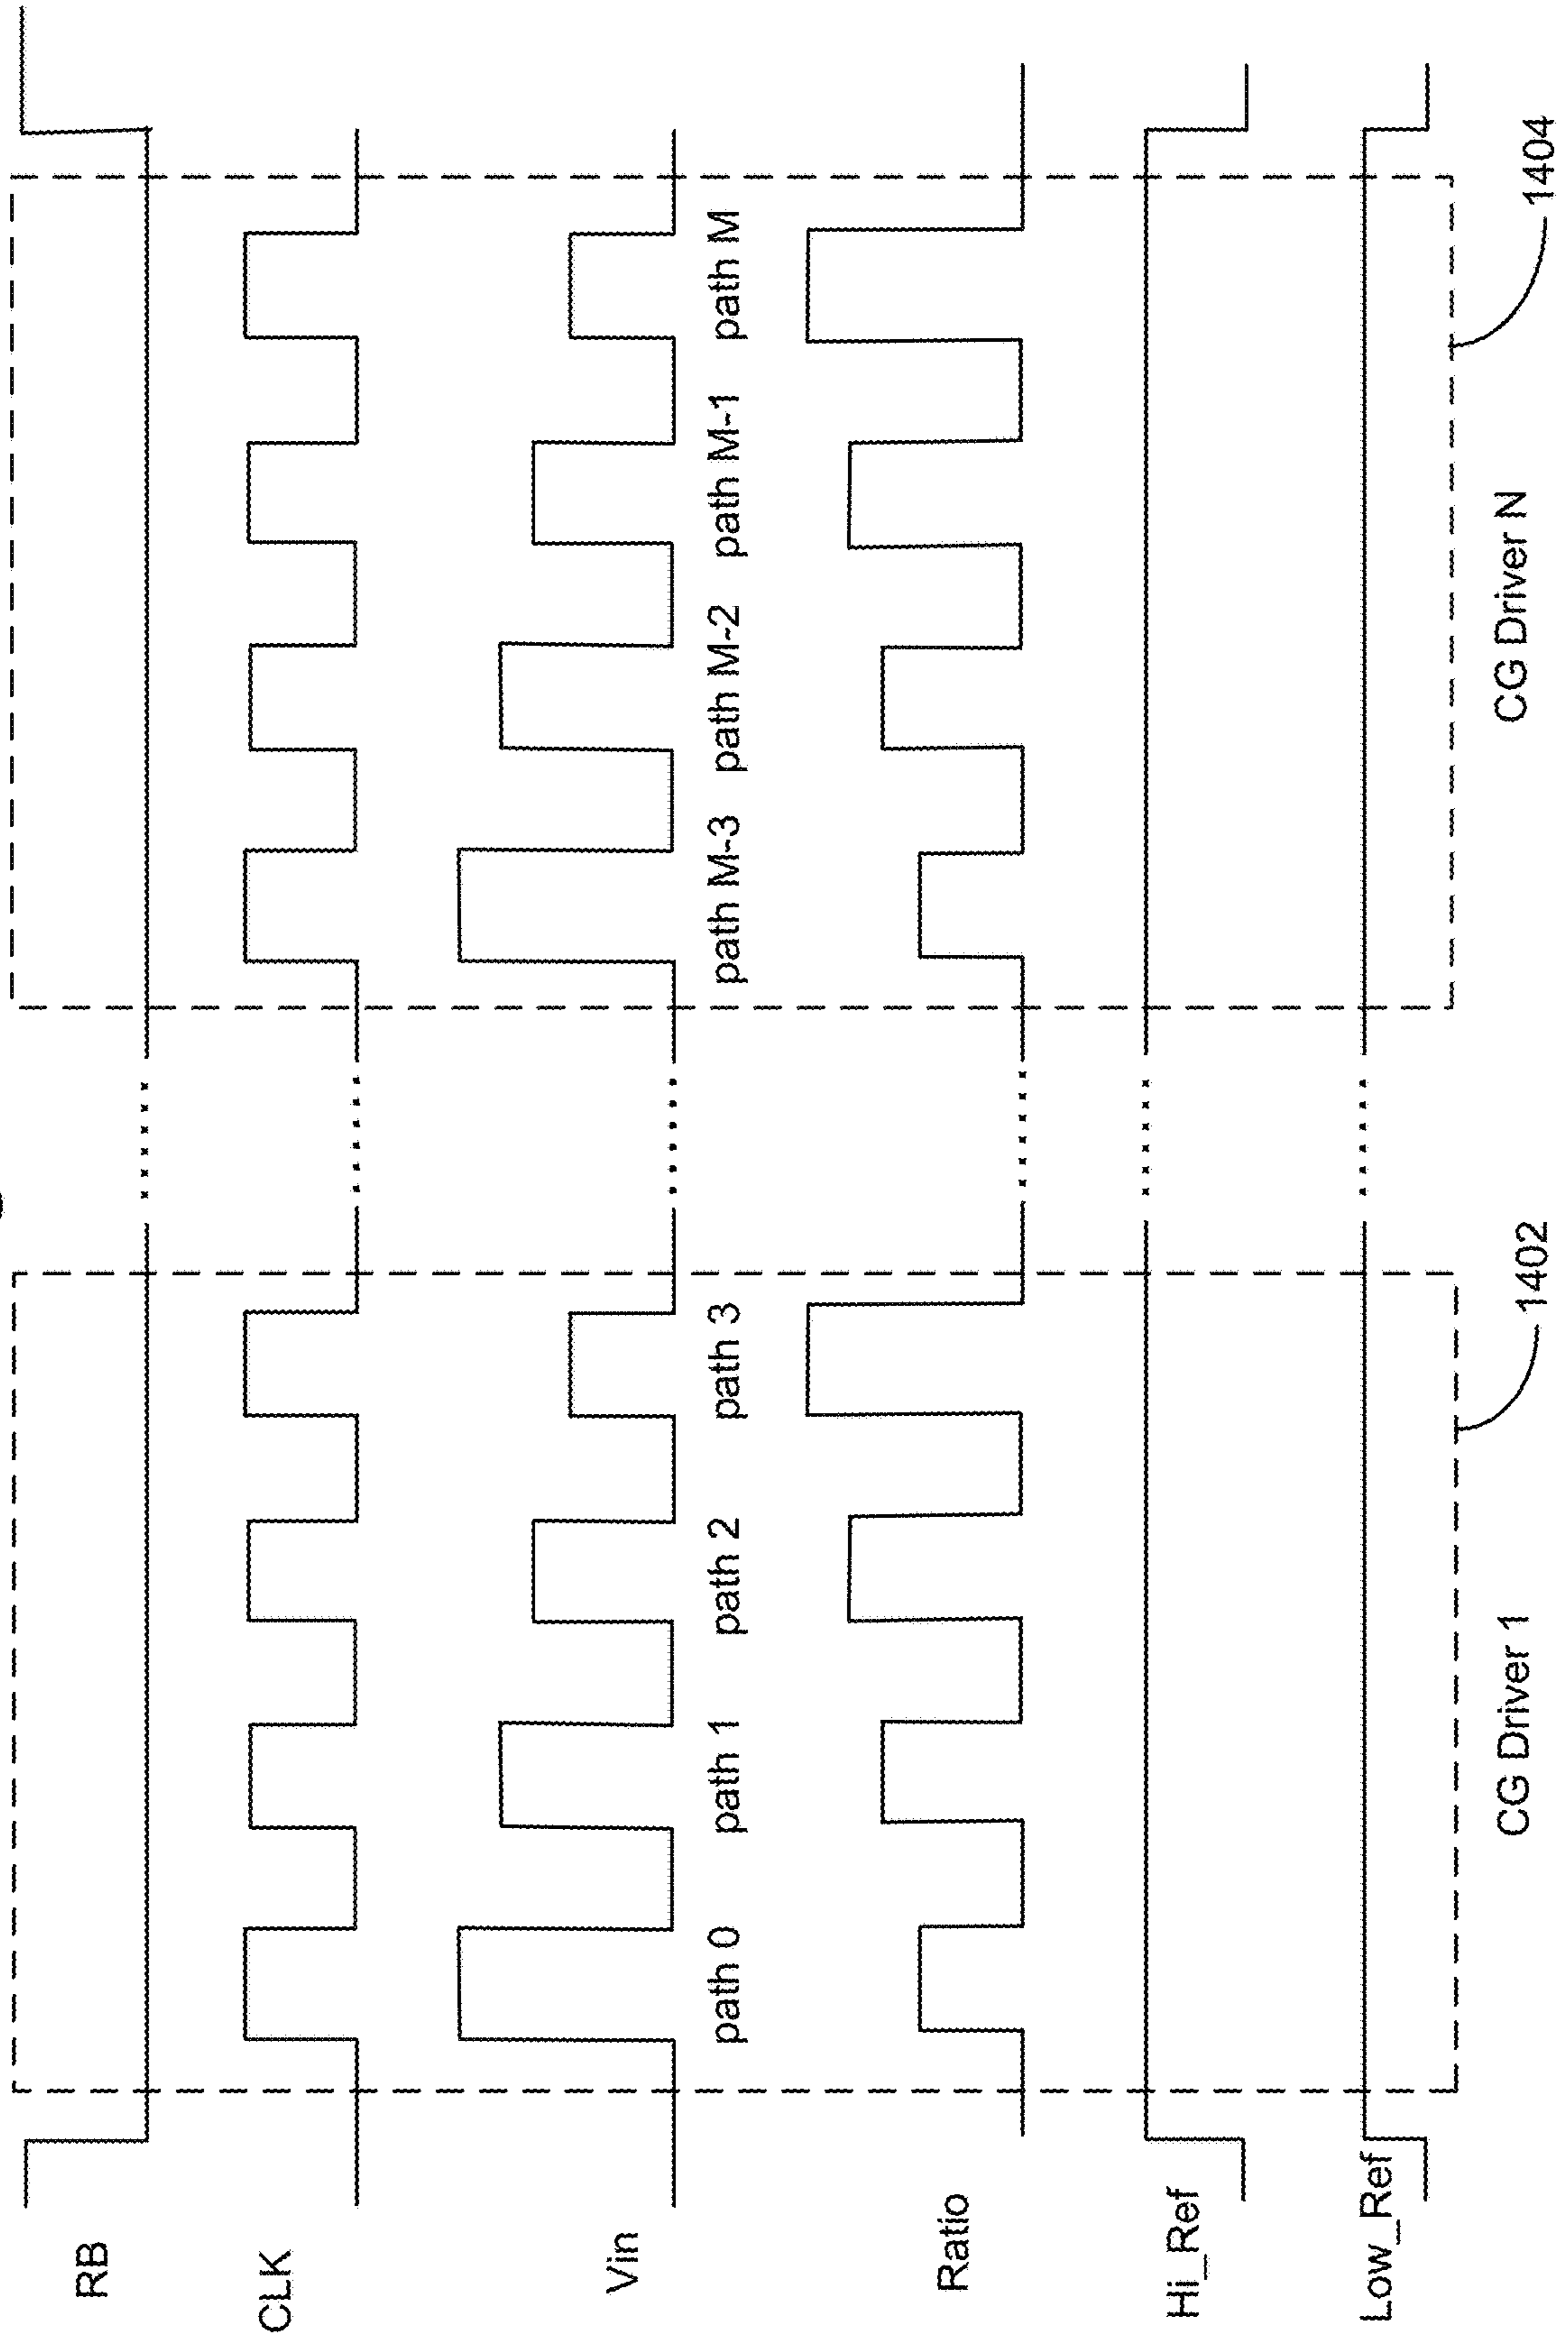 RB
CLK
Vin
path 0 path 1 path 2 path 3 path M-3 path M-2 path M-1 path M
Ratio
Hi_Ref
Low_Ref
CG Driver 1 CG Driver N
1402 1404